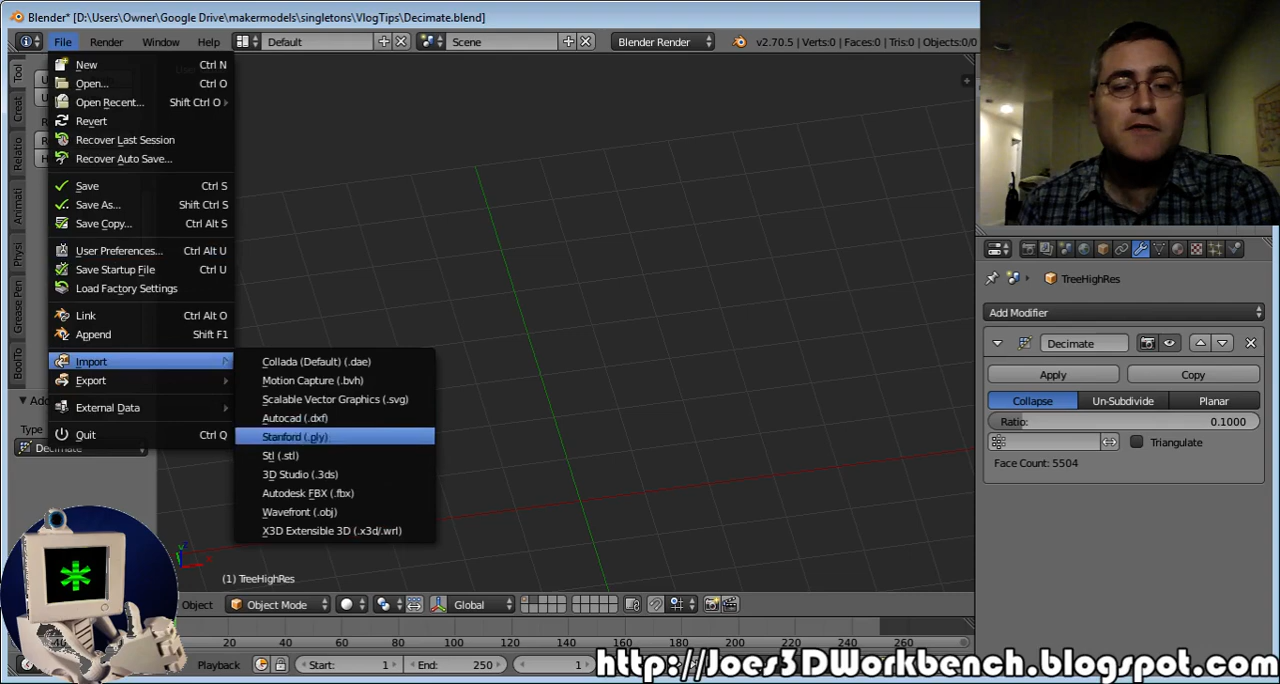 Blender* [D:\Users\Owner\Google Drive\makermodels\singletons\VlogTips\Decimate.blend]
File Render Window Help Default Scene Blender Render v2.70.5 | Verts:0 | Faces:0 | Tris:0 | Objects:0/0
New Ctrl N
Open... Ctrl O
Open Recent... Shift Ctrl O
Revert
Recover Last Session
Recover Auto Save...
Save Ctrl S
Save As... Shift Ctrl S
Save Copy... Ctrl Alt S
User Preferences... Ctrl Alt U
Save Startup File Ctrl U
Load Factory Settings
Link Ctrl Alt O
Append Shift F1
Import
Export
External Data
Quit Ctrl Q
Collada (Default) (.dae)
Motion Capture (.bvh)
Scalable Vector Graphics (.svg)
Autocad (.dxf)
Stanford (.ply)
Stl (.stl)
3D Studio (.3ds)
Autodesk FBX (.fbx)
Wavefront (.obj)
X3D Extensible 3D (.x3d/.wrl)
Tool
Creat
Relatio
Animati
Physi
Grease Pen
BoolTo
Type
TreeHighRes
Add Modifier
Decimate
Apply Copy
Collapse Un-Subdivide Planar
Ratio: 0.1000
Triangulate
Face Count: 5504
(1) TreeHighRes
Object Object Mode Global
20 40 60 80 100 120 140 160 180 200 220 240 260
Playback Start: 1 End: 250 1
http://Joes3DWorkbench.blogspot.com